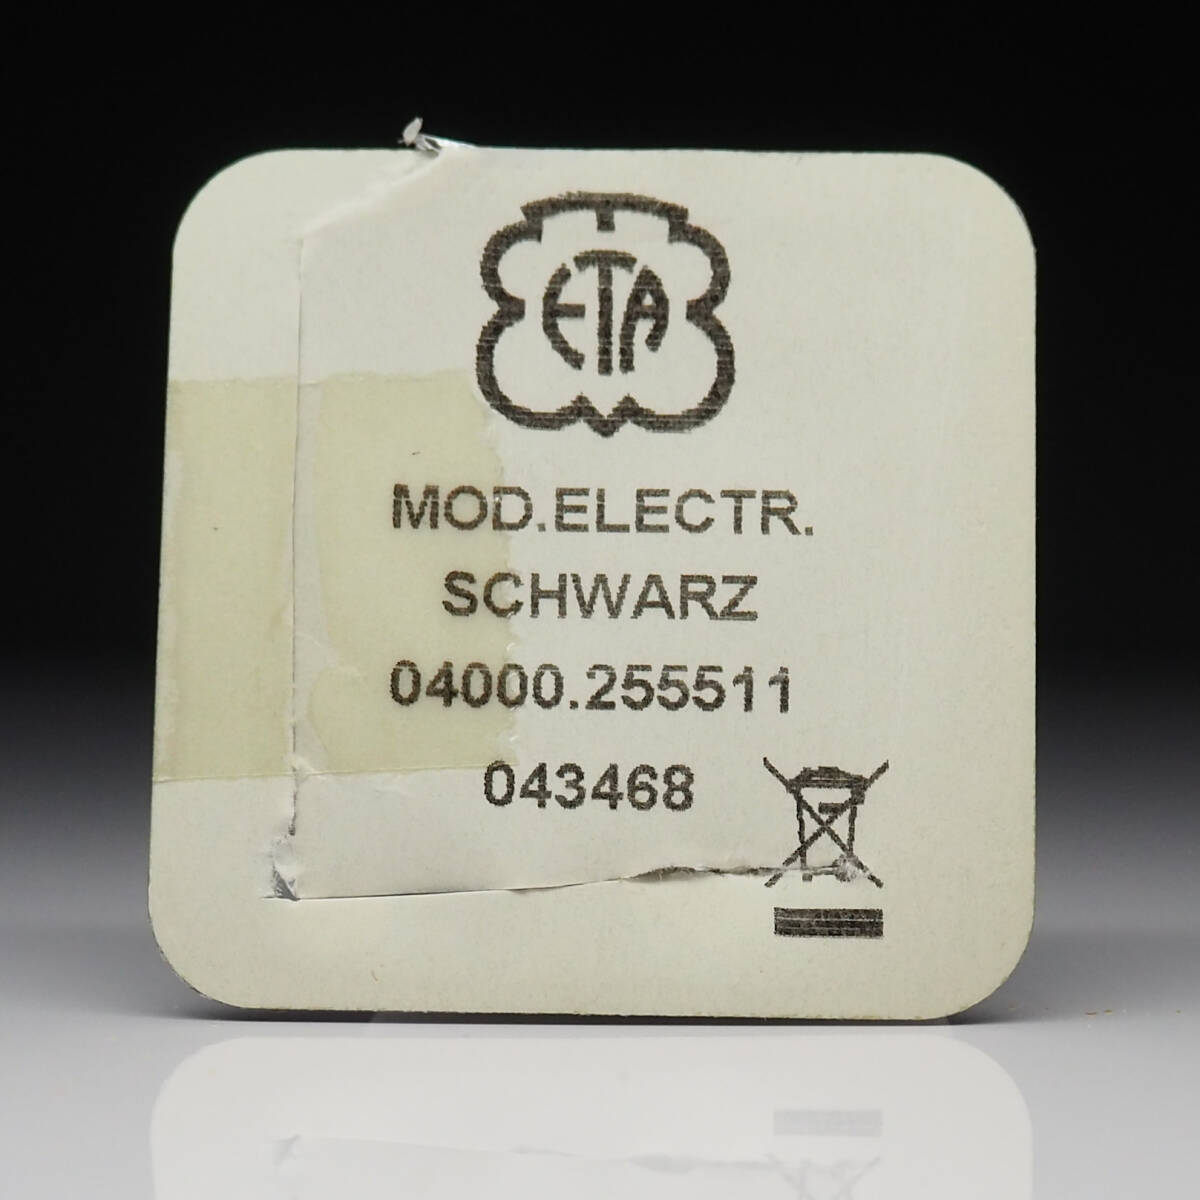 ETA
MOD.ELECTR.
SCHWARZ
04000.255511
043468